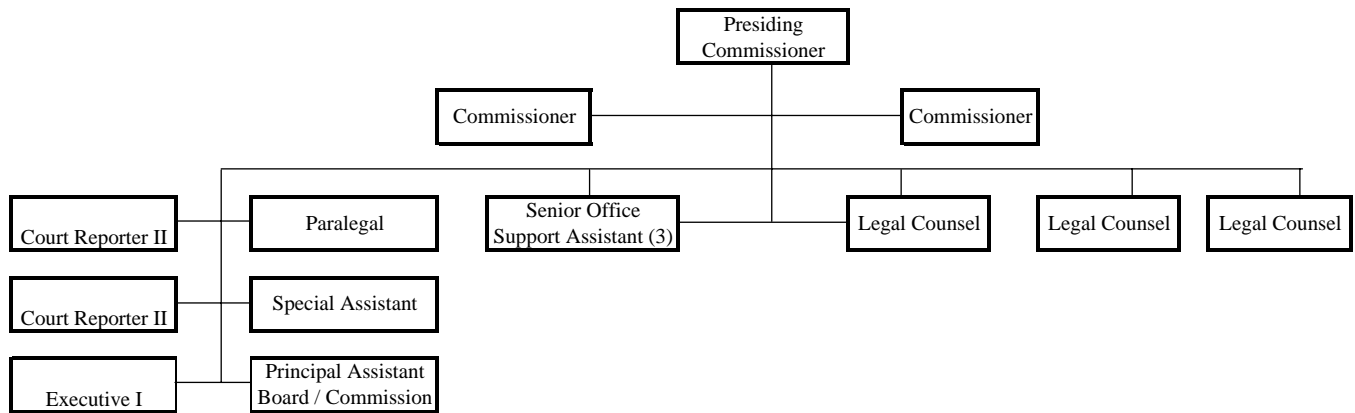 Presiding
Commissioner
Commissioner
Commissioner
Court Reporter II
Paralegal
Senior Office
Support Assistant (3)
Legal Counsel
Legal Counsel
Legal Counsel
Court Reporter II
Special Assistant
Executive I
Principal Assistant
Board / Commission